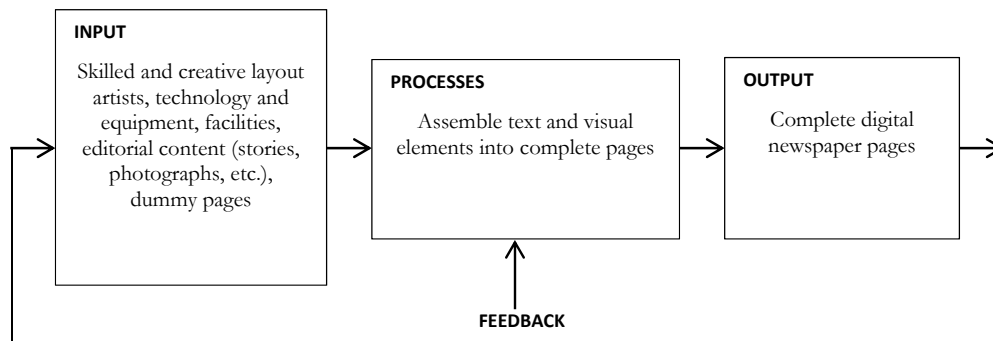 INPUT
Skilled and creative layout
artists, technology and
equipment, facilities,
editorial content (stories,
photographs, etc.),
dummy pages
PROCESSES
Assemble text and visual
elements into complete pages
OUTPUT
Complete digital
newspaper pages
FEEDBACK